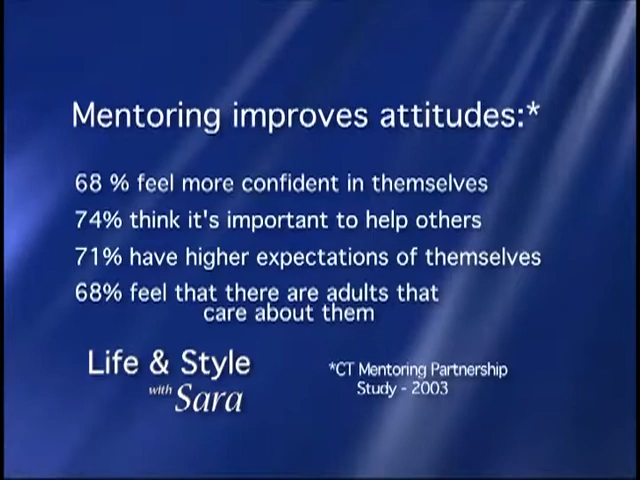 Mentoring improves attitudes:*
68 % feel more confident in themselves
74% think it's important to help others
71% have higher expectations of themselves
68% feel that there are adults that
care about them
Life & Style
with Sara
*CT Mentoring Partnership
Study - 2003